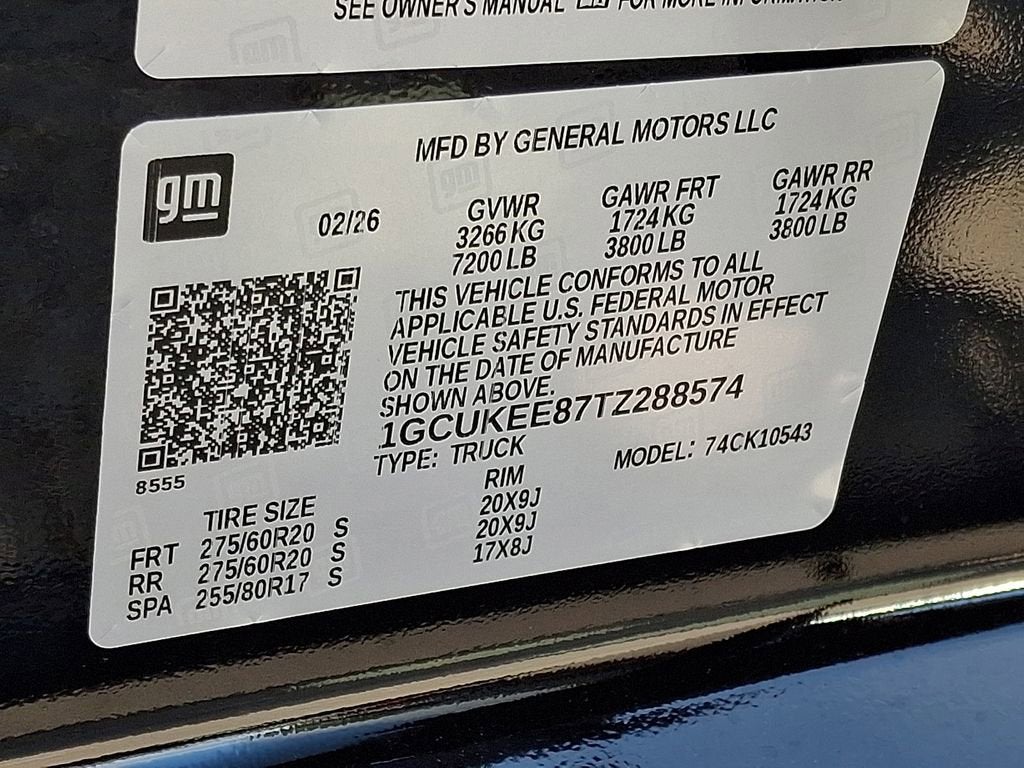 SEE OWNER'S MANUAL FOR MORE INFORMATION
MFD BY GENERAL MOTORS LLC
gm
02/26
GVWR
3266 KG
7200 LB
GAWR FRT
1724 KG
3800 LB
GAWR RR
1724 KG
3800 LB
THIS VEHICLE CONFORMS TO ALL
APPLICABLE U.S. FEDERAL MOTOR
VEHICLE SAFETY STANDARDS IN EFFECT
ON THE DATE OF MANUFACTURE
SHOWN ABOVE.
1GCUKEE87TZ288574
TYPE: TRUCK
MODEL: 74CK10543
8555
TIRE SIZE RIM
FRT 275/60R20 S 20X9J
RR 275/60R20 S 20X9J
SPA 255/80R17 S 17X8J